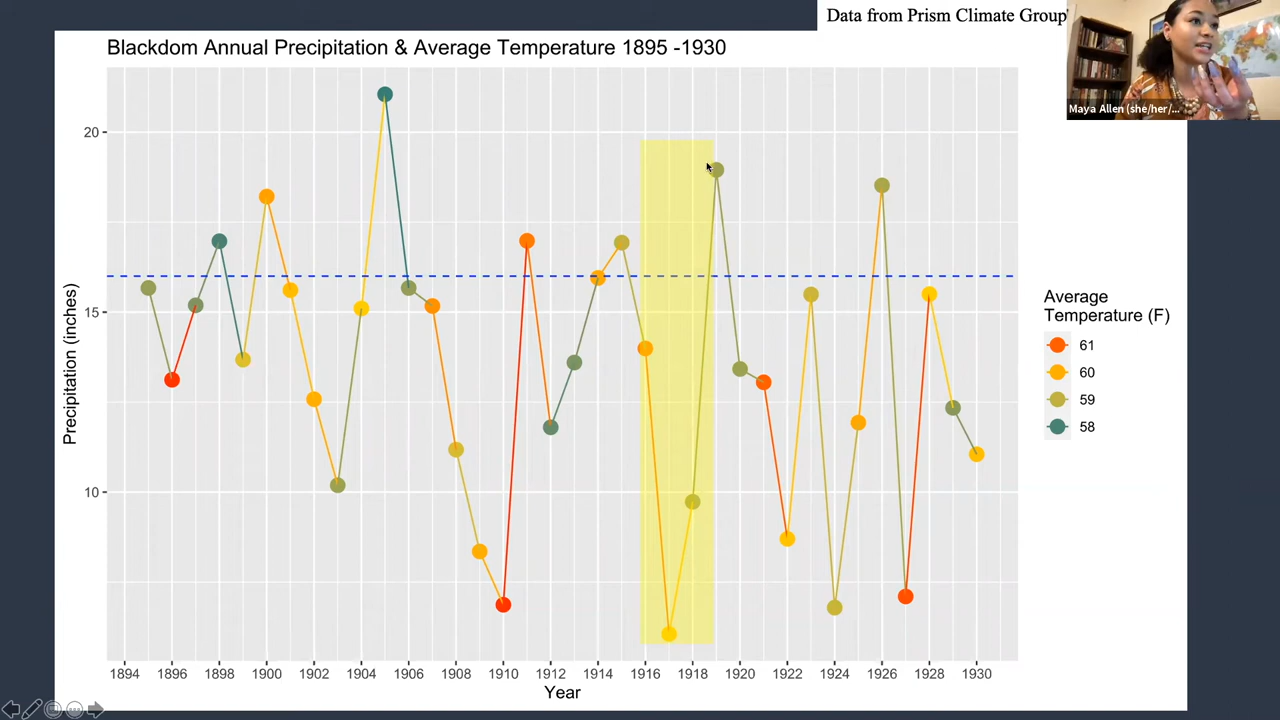 Data from Prism Climate Group
Maya Allen (she/her/...
Blackdom Annual Precipitation & Average Temperature 1895 -1930
Precipitation (inches)
20
15
10
1894 1896 1898 1900 1902 1904 1906 1908 1910 1912 1914 1916 1918 1920 1922 1924 1926 1928 1930
Year
Average
Temperature (F)
61
60
59
58